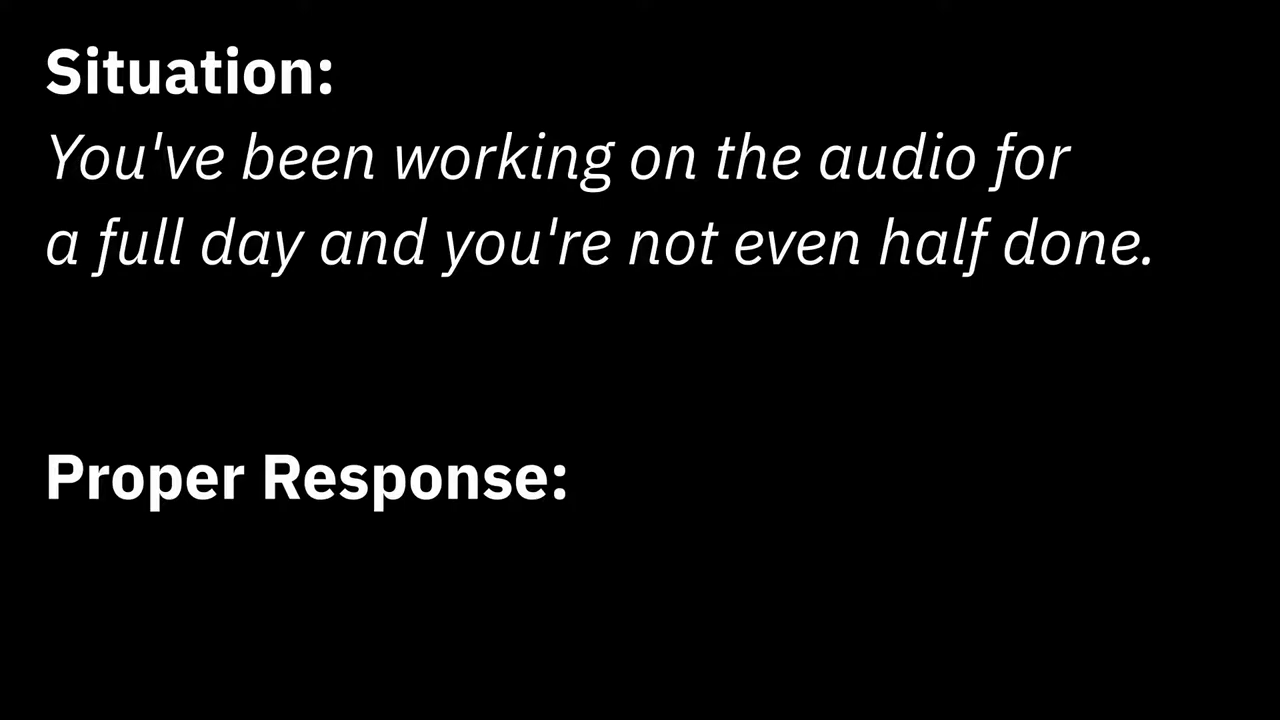 Situation:
You've been working on the audio for
a full day and you're not even half done.
Proper Response: